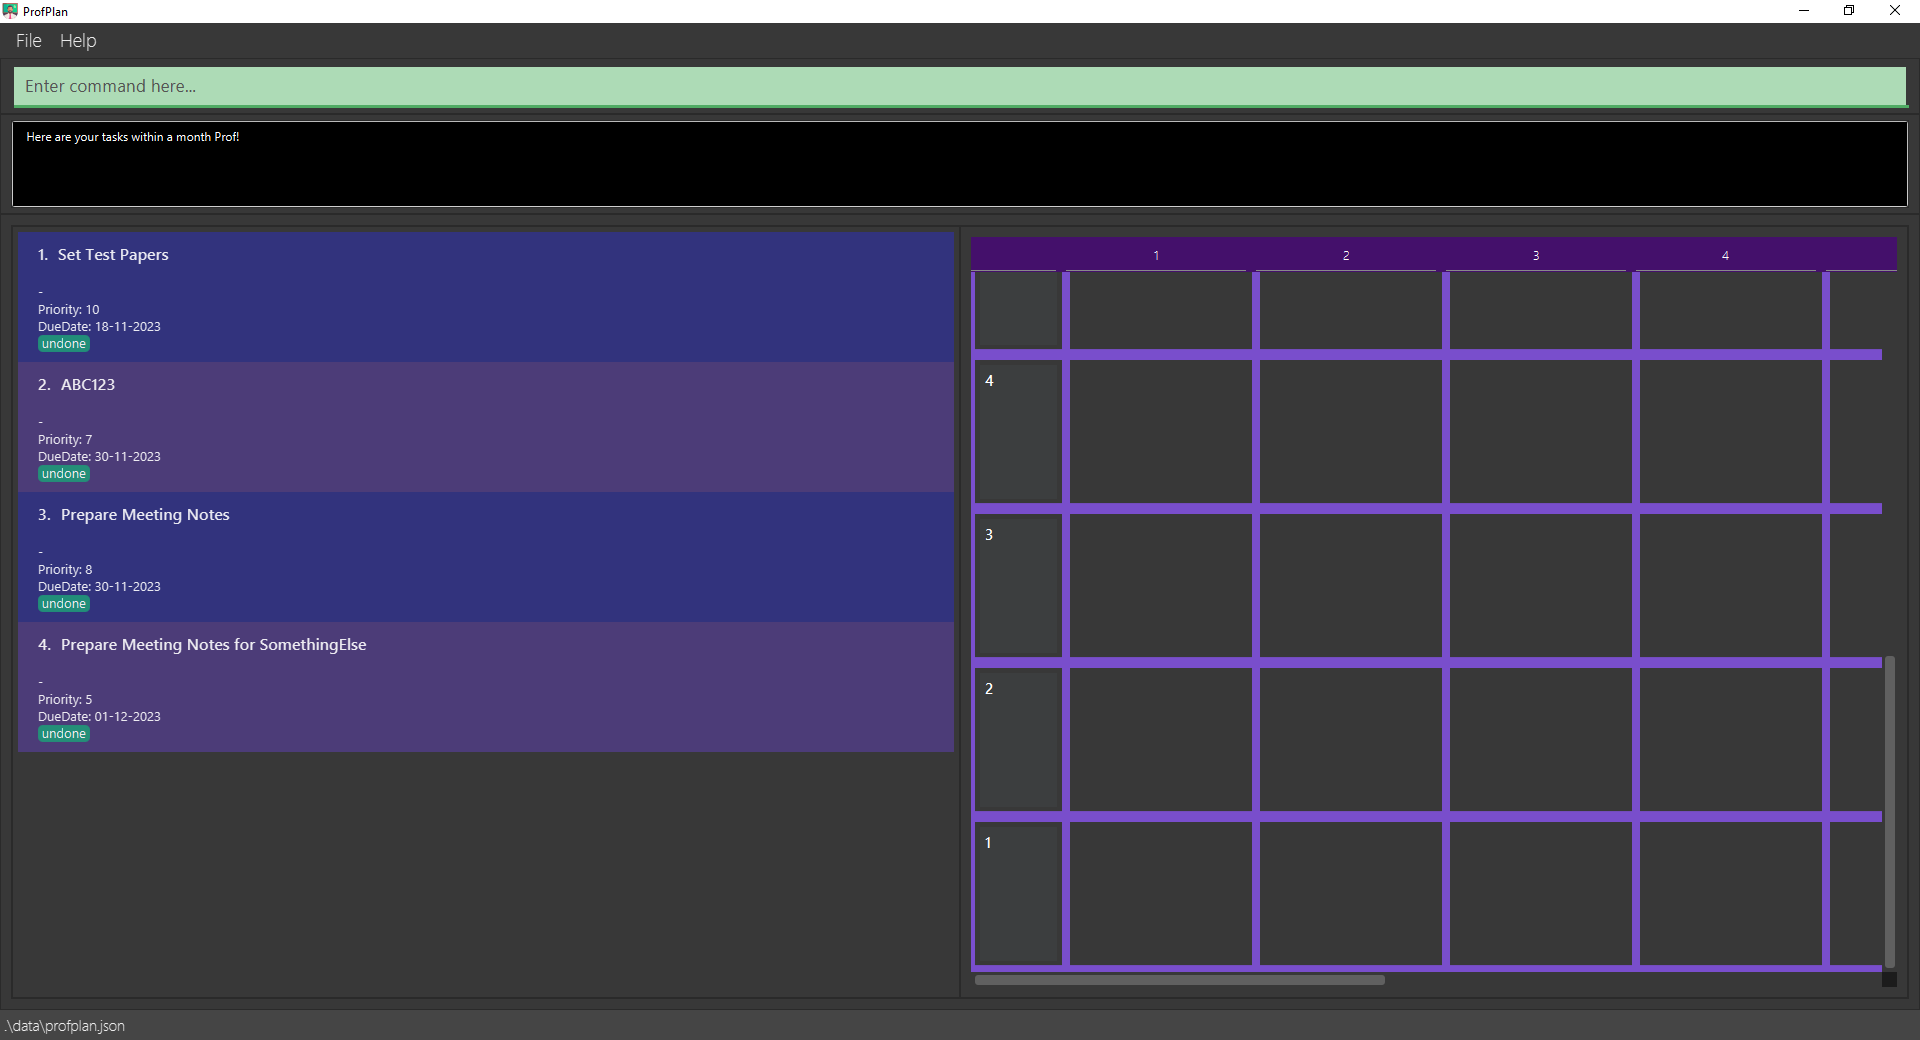 ProfPlan
File Help
Enter command here...
Here are your tasks within a month Prof!
1. Set Test Papers
-
Priority: 10
DueDate: 18-11-2023
undone
2. ABC123
-
Priority: 7
DueDate: 30-11-2023
undone
3. Prepare Meeting Notes
-
Priority: 8
DueDate: 30-11-2023
undone
4. Prepare Meeting Notes for SomethingElse
-
Priority: 5
DueDate: 01-12-2023
undone
1 2 3 4
4
3
2
1
.\data\profplan.json